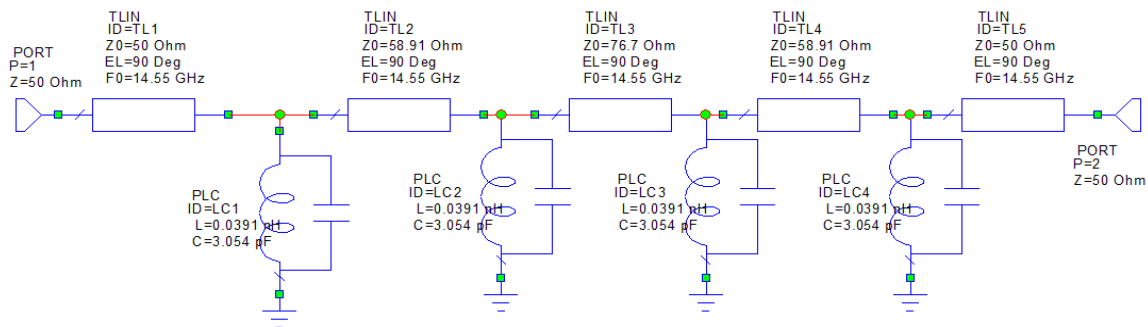 TLIN
ID=TL1
Z0=50 Ohm
EL=90 Deg
F0=14.55 GHz
TLIN
ID=TL2
Z0=58.91 Ohm
EL=90 Deg
F0=14.55 GHz
TLIN
ID=TL3
Z0=76.7 Ohm
EL=90 Deg
F0=14.55 GHz
TLIN
ID=TL4
Z0=58.91 Ohm
EL=90 Deg
F0=14.55 GHz
TLIN
ID=TL5
Z0=50 Ohm
EL=90 Deg
F0=14.55 GHz
PORT
P=1
Z=50 Ohm
PORT
P=2
Z=50 Ohm
PLC
ID=LC1
L=0.0391 nH
C=3.054 pF
PLC
ID=LC2
L=0.0391 nH
C=3.054 pF
PLC
ID=LC3
L=0.0391 nH
C=3.054 pF
PLC
ID=LC4
L=0.0391 nH
C=3.054 pF